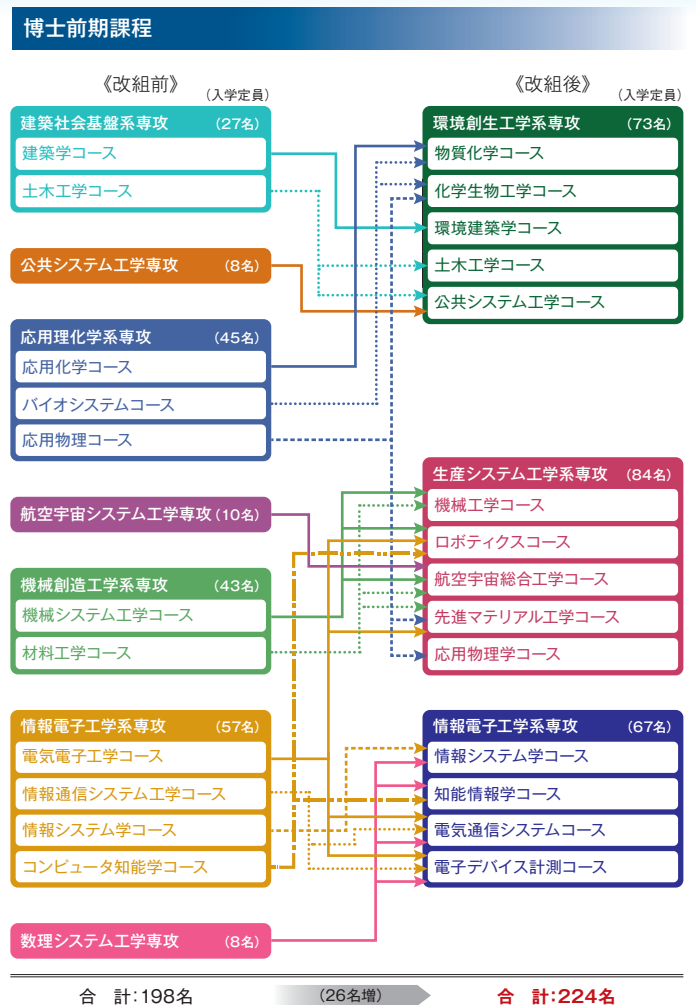 博士前期課程
《改組前》
(入学定員)
建築社会基盤系専攻 (27名)
建築学コース
土木工学コース
公共システム工学専攻 (8名)
応用理化学系専攻 (45名)
応用化学コース
バイオシステムコース
応用物理コース
航空宇宙システム工学専攻(10名)
機械創造工学系専攻 (43名)
機械システム工学コース
材料工学コース
情報電子工学系専攻 (57名)
電気電子工学コース
情報通信システム工学コース
情報システム学コース
コンピュータ知能学コース
数理システム工学専攻 (8名)
《改組後》
(入学定員)
環境創生工学系専攻 (73名)
物質化学コース
化学生物工学コース
環境建築学コース
土木工学コース
公共システム工学コース
生産システム工学系専攻 (84名)
機械工学コース
ロボティクスコース
航空宇宙総合工学コース
先進マテリアル工学コース
応用物理学コース
情報電子工学系専攻 (67名)
情報システム学コース
知能情報学コース
電気通信システムコース
電子デバイス計測コース
合 計:198名
(26名増)
合 計:224名